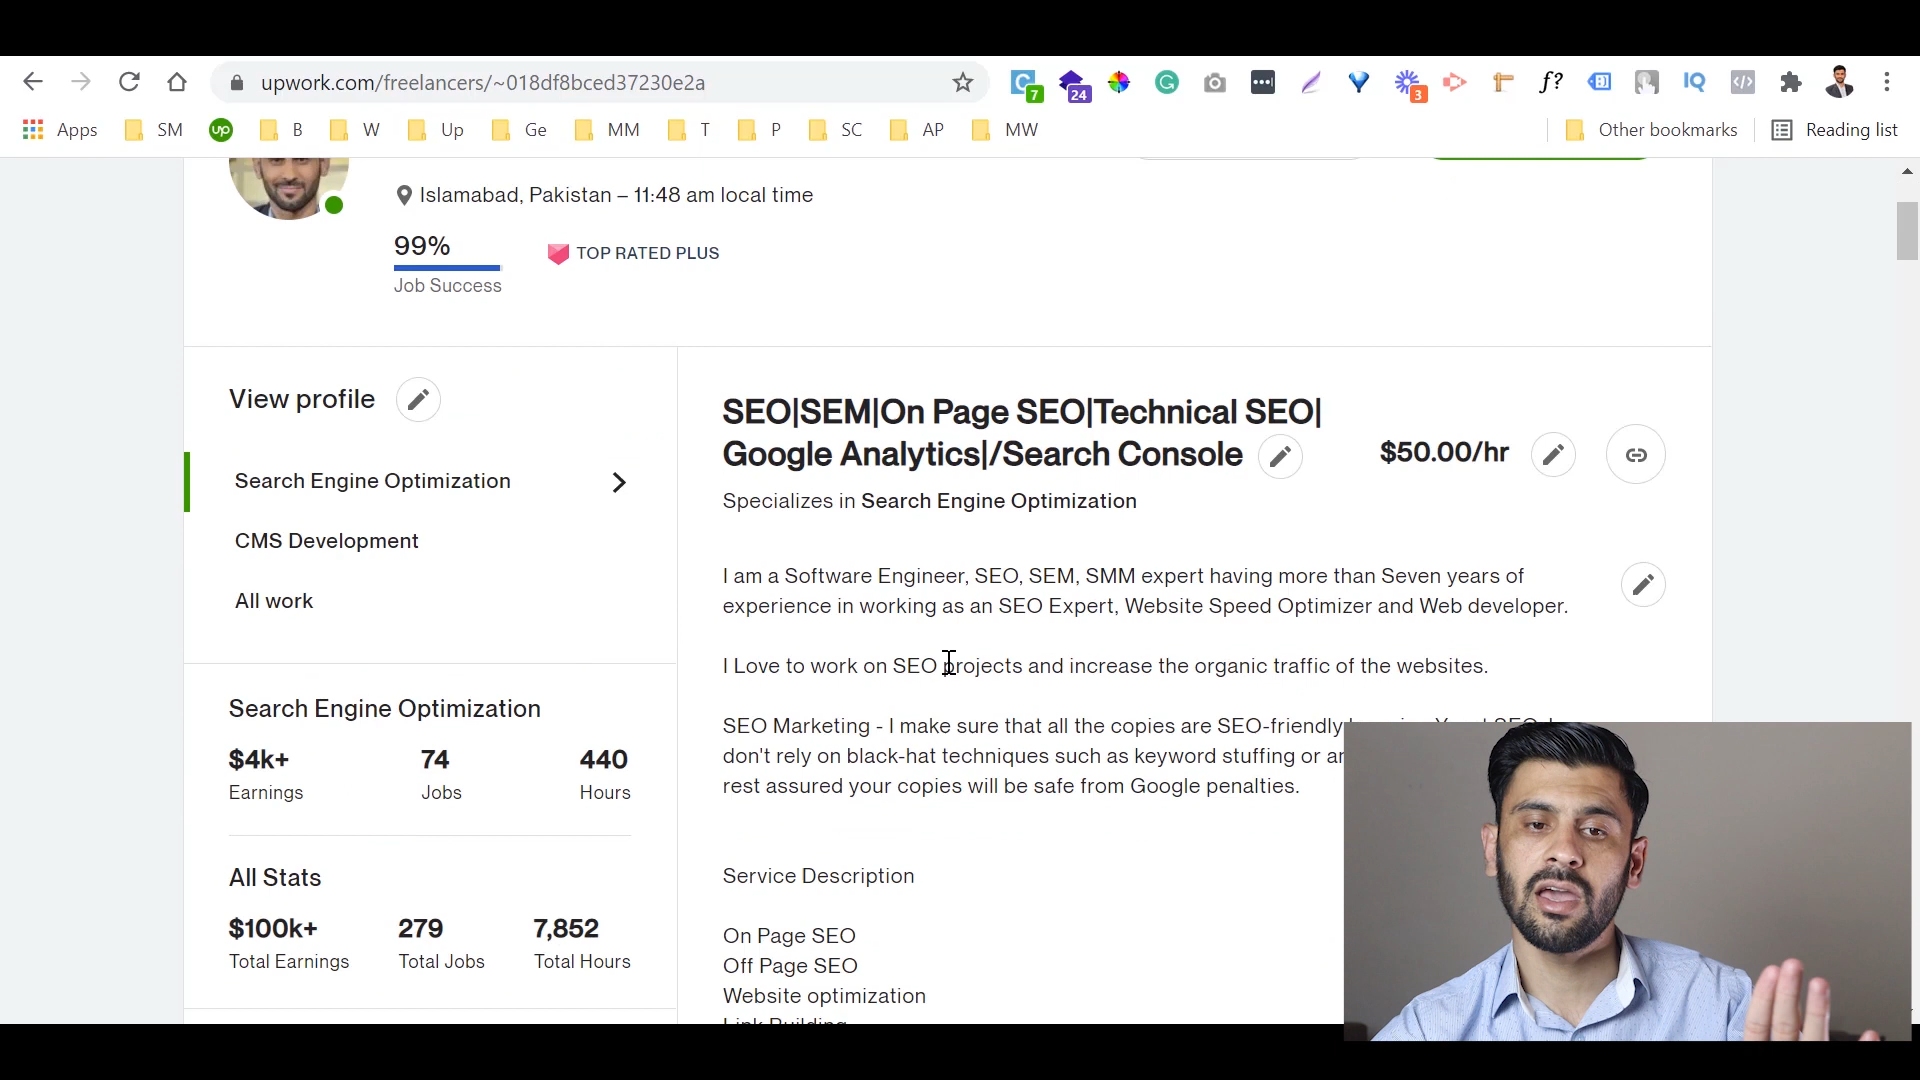 upwork.com/freelancers/~018df8bced37230e2a
7
24
3
f?
IQ
Apps
SM
up
B
W
Up
Ge
MM
T
P
SC
AP
MW
Other bookmarks
Reading list
Islamabad, Pakistan – 11:48 am local time
99%
TOP RATED PLUS
Job Success
View profile
Search Engine Optimization
CMS Development
All work
Search Engine Optimization
$4k+ 74 440
Earnings Jobs Hours
All Stats
$100k+ 279 7,852
Total Earnings Total Jobs Total Hours
SEO|SEM|On Page SEO|Technical SEO|
Google Analytics|/Search Console
$50.00/hr
Specializes in Search Engine Optimization
I am a Software Engineer, SEO, SEM, SMM expert having more than Seven years of
experience in working as an SEO Expert, Website Speed Optimizer and Web developer.
I Love to work on SEO projects and increase the organic traffic of the websites.
SEO Marketing - I make sure that all the copies are SEO-friendly
don't rely on black-hat techniques such as keyword stuffing or
rest assured your copies will be safe from Google penalties.
Service Description
On Page SEO
Off Page SEO
Website optimization
Link Building